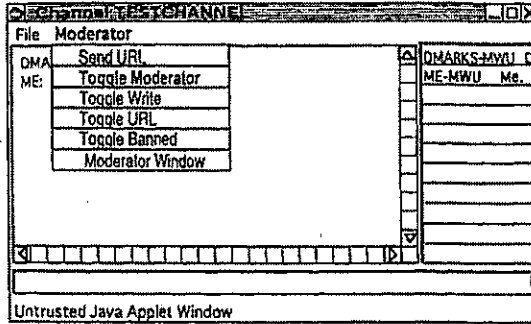 Channel TESTCHANNEL
File Moderator
DMA
ME:
Send URL
Toggle Moderator
Toggle Write
Toggle URL
Toggle Banned
Moderator Window
DMARKS-MWU D
ME-MWU Me.
Untrusted Java Applet Window